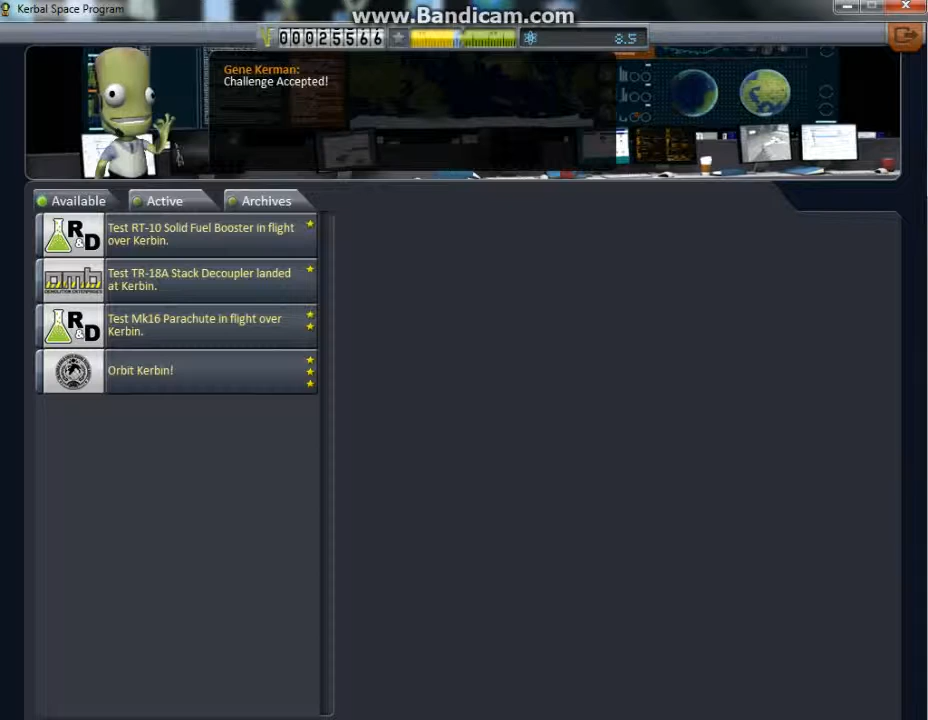 Kerbal Space Program
www.Bandicam.com
00025566
8.5
Gene Kerman:
Challenge Accepted!
Available
Active
Archives
R&D
Test RT-10 Solid Fuel Booster in flight
over Kerbin.
omb
Test TR-18A Stack Decoupler landed
at Kerbin.
R&D
Test Mk16 Parachute in flight over
Kerbin.
Orbit Kerbin!